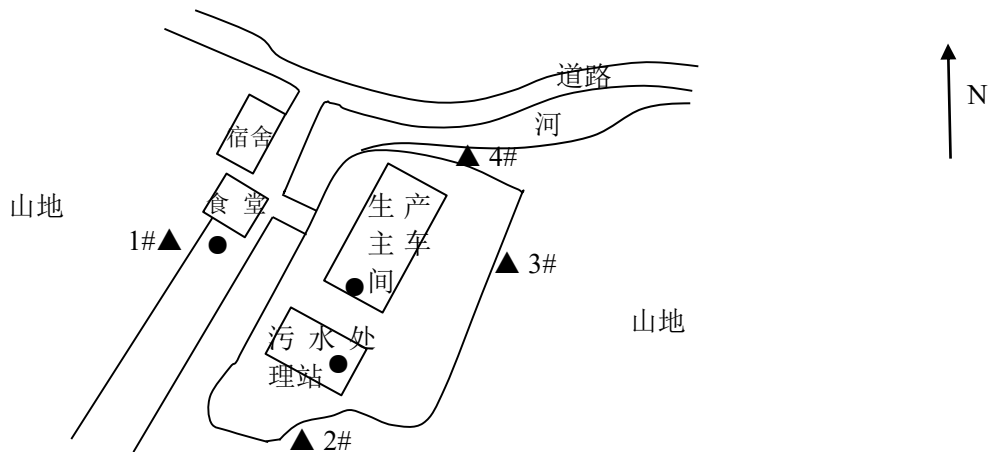 道路
N
河
宿舍
4#
山地
食 堂
生 产
主 车
间
1#▲
3#
山地
污 水 处
理站
2#